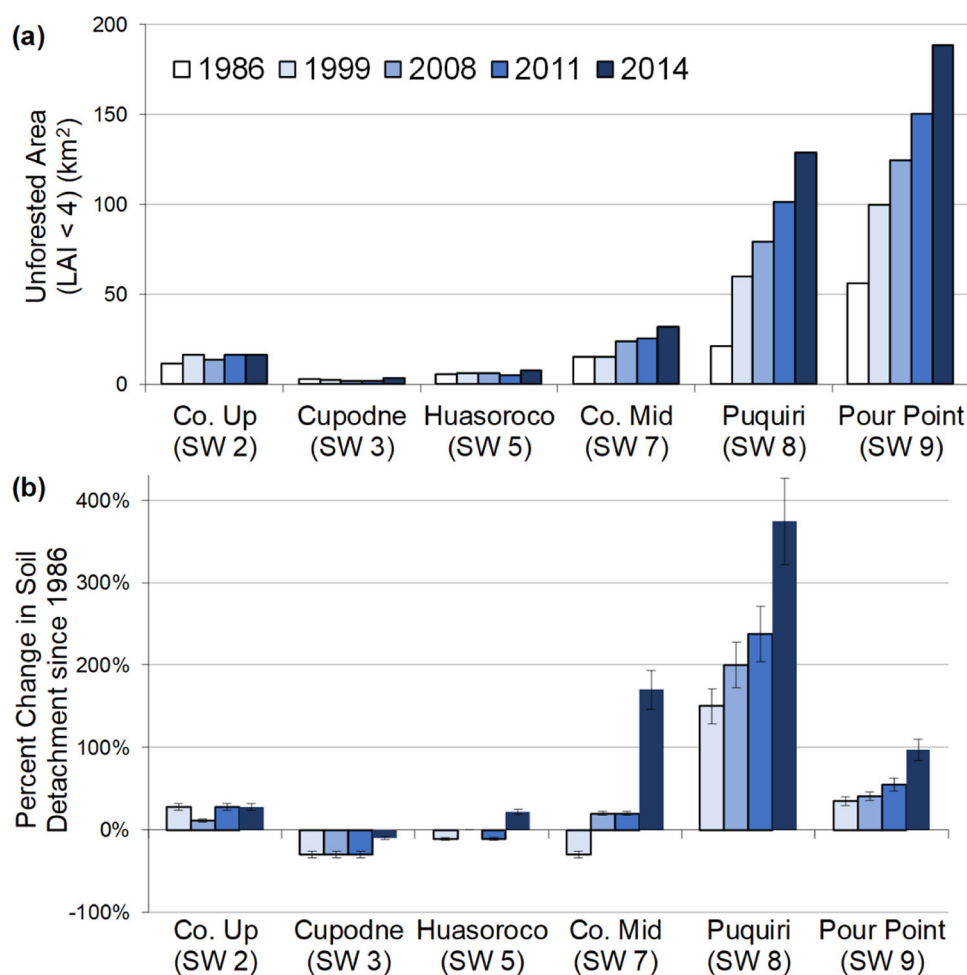 (a)
Unforested Area
(LAI < 4) (km²)
200
150
100
50
0
1986 1999 2008 2011 2014
Co. Up Cupodne Huasoroco Co. Mid Puquiri Pour Point
(SW 2) (SW 3) (SW 5) (SW 7) (SW 8) (SW 9)
(b)
Percent Change in Soil
Detachment since 1986
400%
300%
200%
100%
0%
-100%
Co. Up Cupodne Huasoroco Co. Mid Puquiri Pour Point
(SW 2) (SW 3) (SW 5) (SW 7) (SW 8) (SW 9)